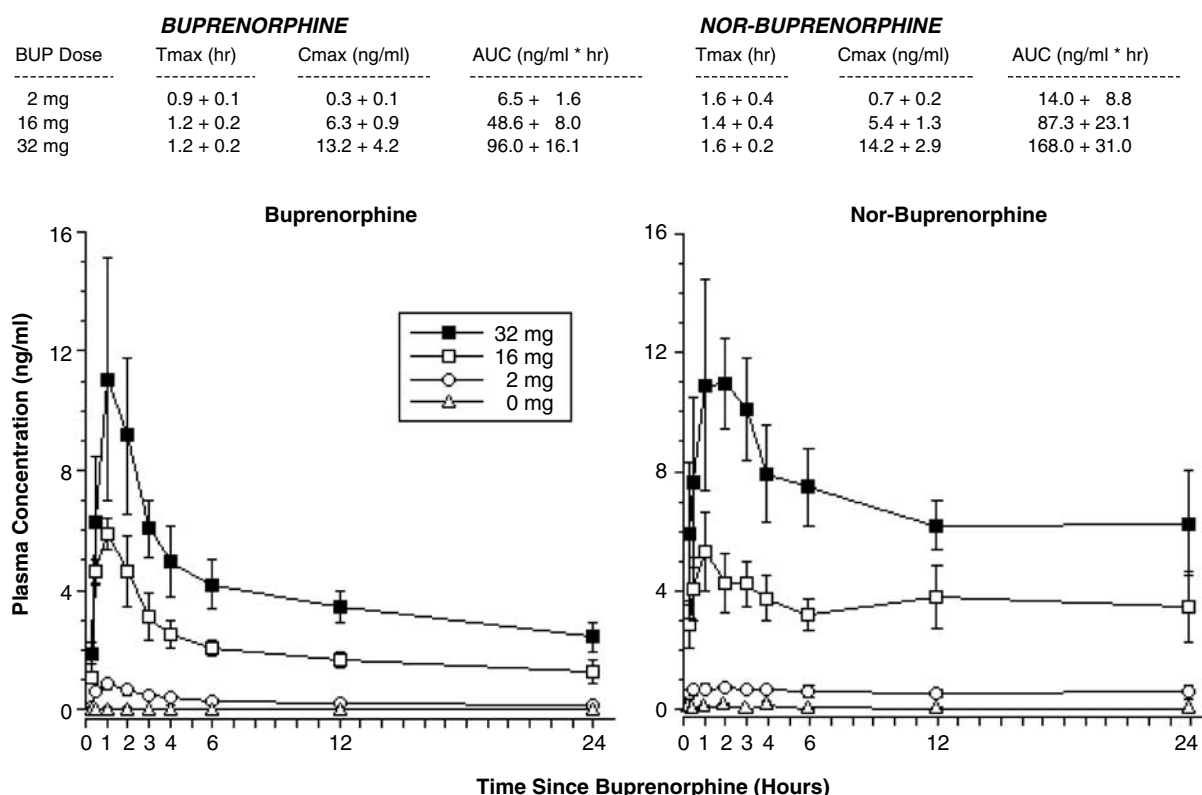 BUPRENORPHINE NOR-BUPRENORPHINE
BUP Dose Tmax (hr) Cmax (ng/ml) AUC (ng/ml * hr) Tmax (hr) Cmax (ng/ml) AUC (ng/ml * hr)
2 mg 0.9 + 0.1 0.3 + 0.1 6.5 + 1.6 1.6 + 0.4 0.7 + 0.2 14.0 + 8.8
16 mg 1.2 + 0.2 6.3 + 0.9 48.6 + 8.0 1.4 + 0.4 5.4 + 1.3 87.3 + 23.1
32 mg 1.2 + 0.2 13.2 + 4.2 96.0 + 16.1 1.6 + 0.2 14.2 + 2.9 168.0 + 31.0
Buprenorphine
Nor-Buprenorphine
Plasma Concentration (ng/ml)
16
12
8
4
0
32 mg
16 mg
2 mg
0 mg
0 1 2 3 4 6 12 24
16
12
8
4
0
0 1 2 3 4 6 12 24
Time Since Buprenorphine (Hours)